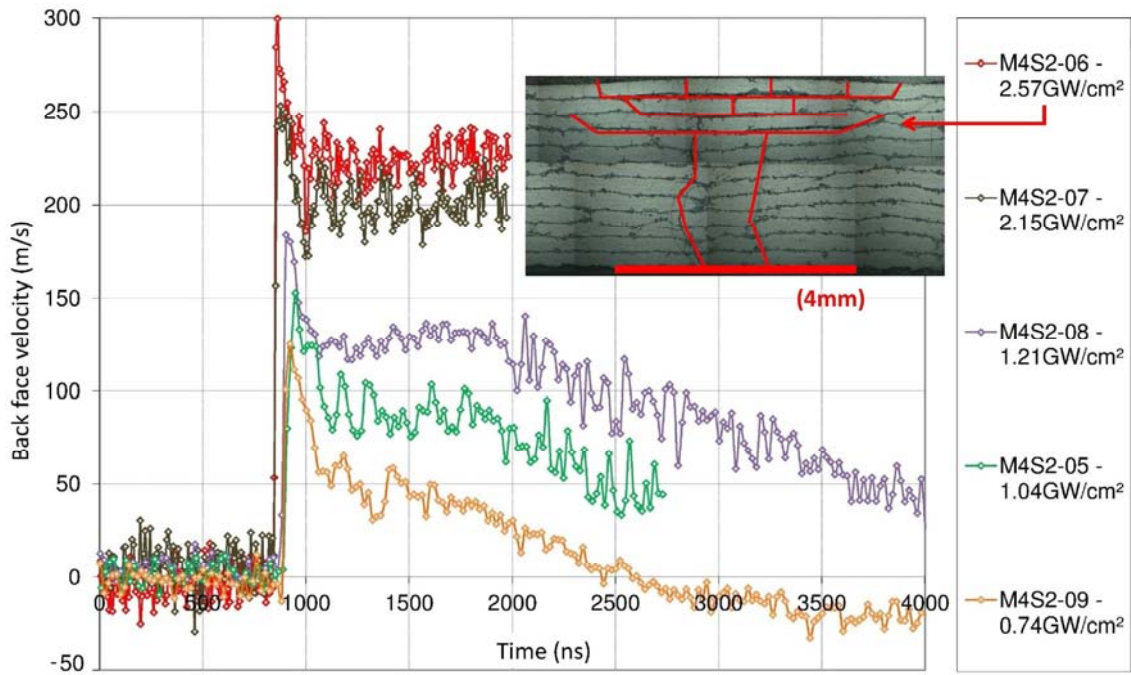 300
250
200
150
100
50
0
-50
0
500
1000
1500
2000
2500
3000
3500
4000
Back face velocity (m/s)
Time (ns)
(4mm)
M4S2-06 -
2.57GW/cm²
M4S2-07 -
2.15GW/cm²
M4S2-08 -
1.21GW/cm²
M4S2-05 -
1.04GW/cm²
M4S2-09 -
0.74GW/cm²